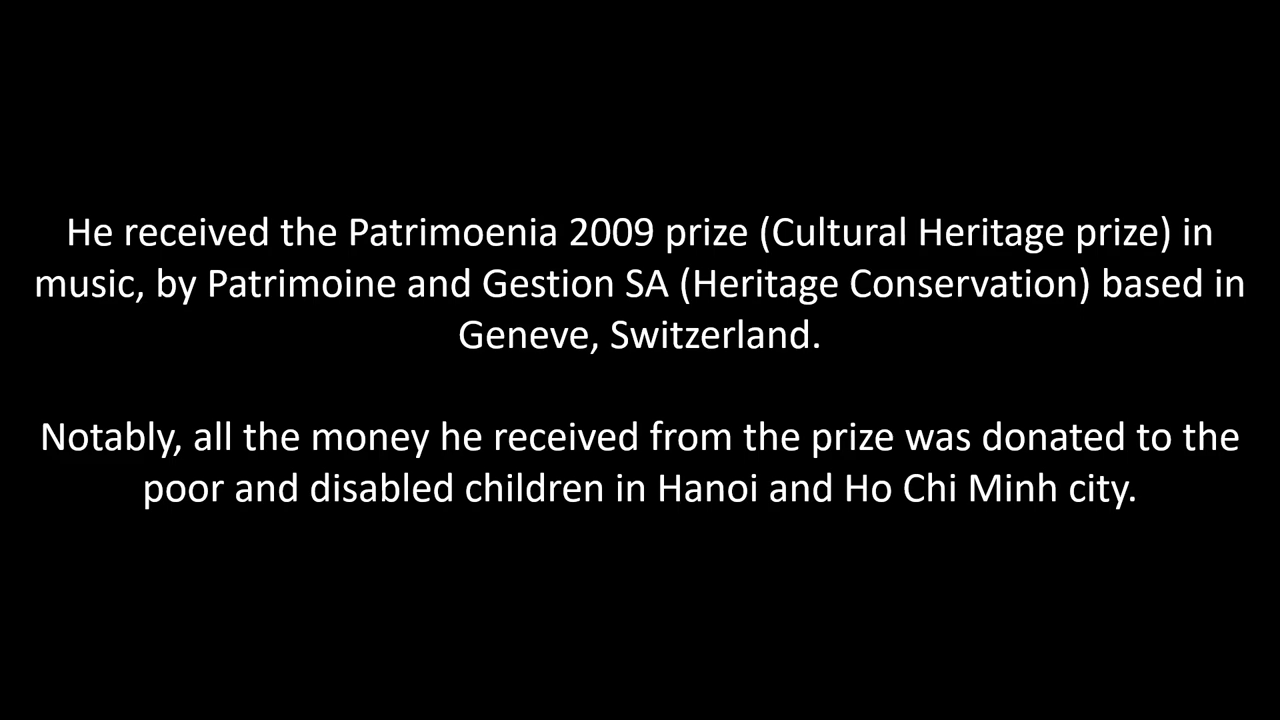 He received the Patrimoenia 2009 prize (Cultural Heritage prize) in
music, by Patrimoine and Gestion SA (Heritage Conservation) based in
Geneve, Switzerland.
Notably, all the money he received from the prize was donated to the
poor and disabled children in Hanoi and Ho Chi Minh city.